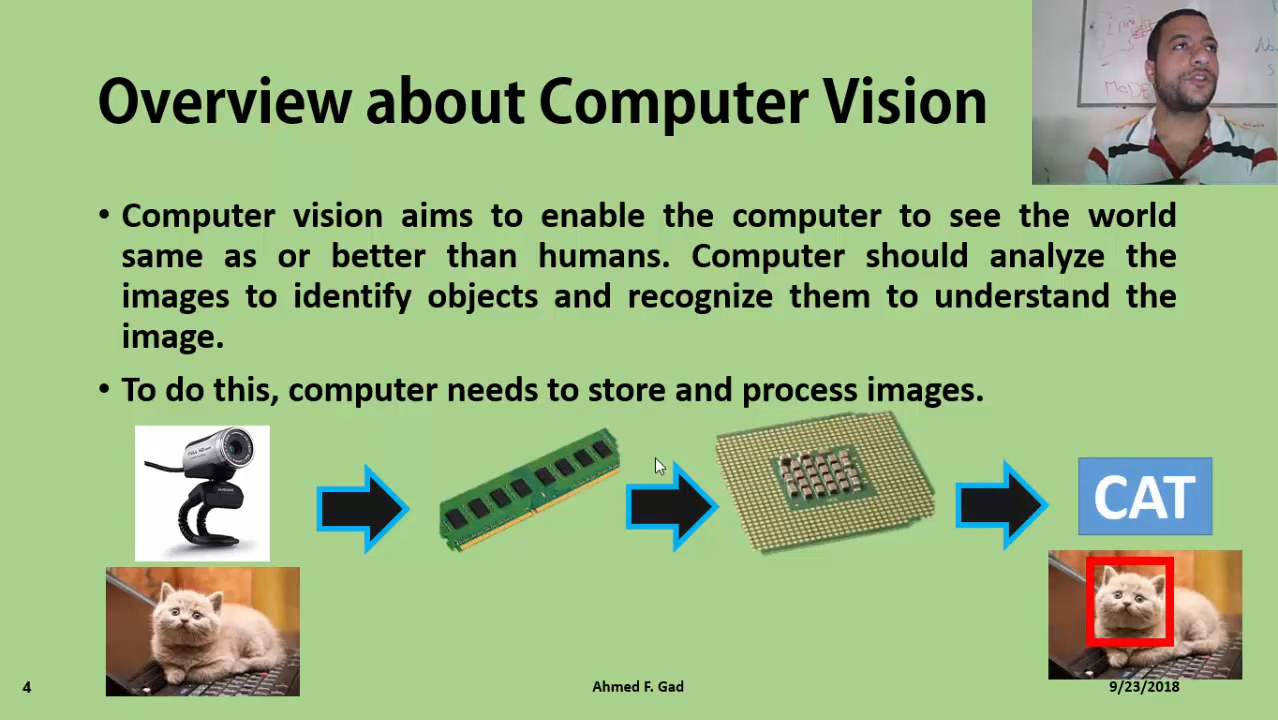 Overview about Computer Vision
• Computer vision aims to enable the computer to see the world
same as or better than humans. Computer should analyze the
images to identify objects and recognize them to understand the
image.
• To do this, computer needs to store and process images.
FULL HD
CAT
4
Ahmed F. Gad
9/23/2018